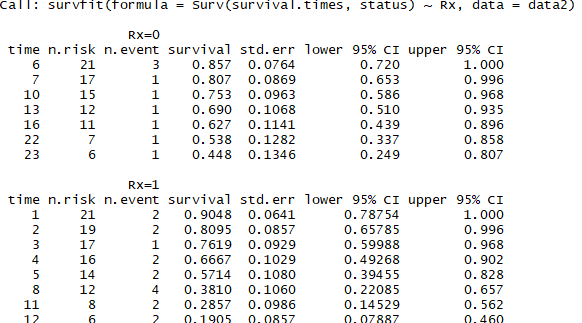 Call: survfit(formula = Surv(survival.times, status) ~ Rx, data = data2)
Rx=0
time n.risk n.event survival std.err lower 95% CI upper 95% CI
6 21 3 0.857 0.0764 0.720 1.000
7 17 1 0.807 0.0869 0.653 0.996
10 15 1 0.753 0.0963 0.586 0.968
13 12 1 0.690 0.1068 0.510 0.935
16 11 1 0.627 0.1141 0.439 0.896
22 7 1 0.538 0.1282 0.337 0.858
23 6 1 0.448 0.1346 0.249 0.807
Rx=1
time n.risk n.event survival std.err lower 95% CI upper 95% CI
1 21 2 0.9048 0.0641 0.78754 1.000
2 19 2 0.8095 0.0857 0.65785 0.996
3 17 1 0.7619 0.0929 0.59988 0.968
4 16 2 0.6667 0.1029 0.49268 0.902
5 14 2 0.5714 0.1080 0.39455 0.828
8 12 4 0.3810 0.1060 0.22085 0.657
11 8 2 0.2857 0.0986 0.14529 0.562
12 6 2 0.1905 0.0857 0.07887 0.460